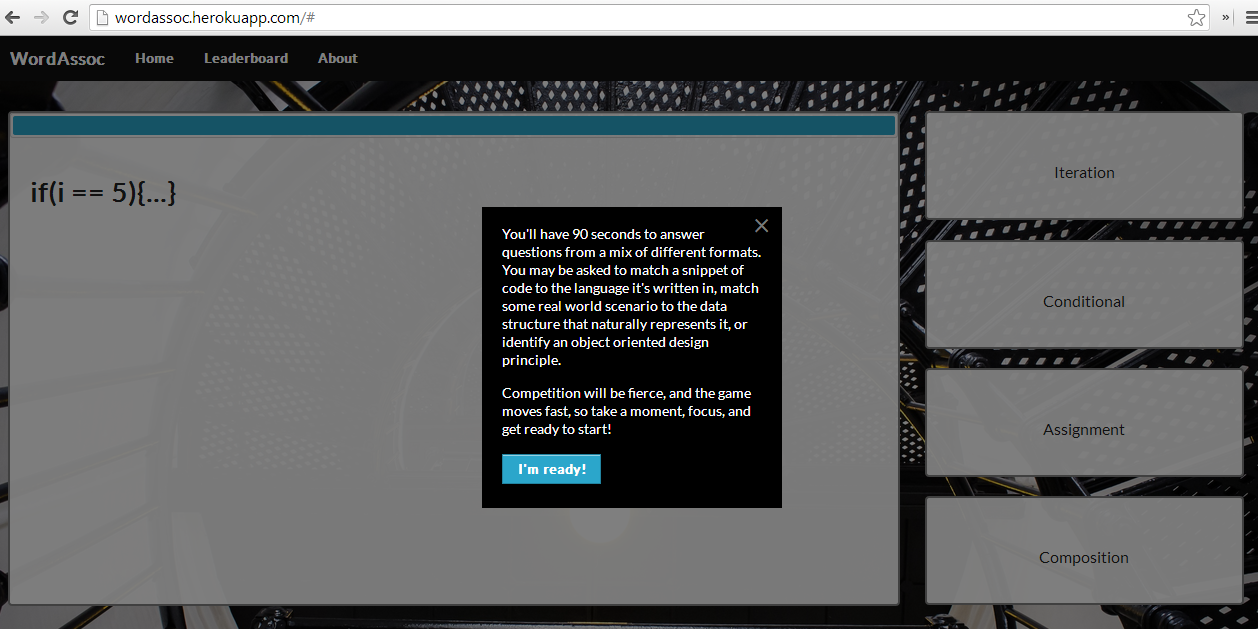 wordassoc.herokuapp.com/#
»
WordAssoc Home Leaderboard About
if(i == 5){...}
You'll have 90 seconds to answer
questions from a mix of different formats.
You may be asked to match a snippet of
code to the language it's written in, match
some real world scenario to the data
structure that naturally represents it, or
identify an object oriented design
principle.
Competition will be fierce, and the game
moves fast, so take a moment, focus, and
get ready to start!
I'm ready!
Iteration
Conditional
Assignment
Composition